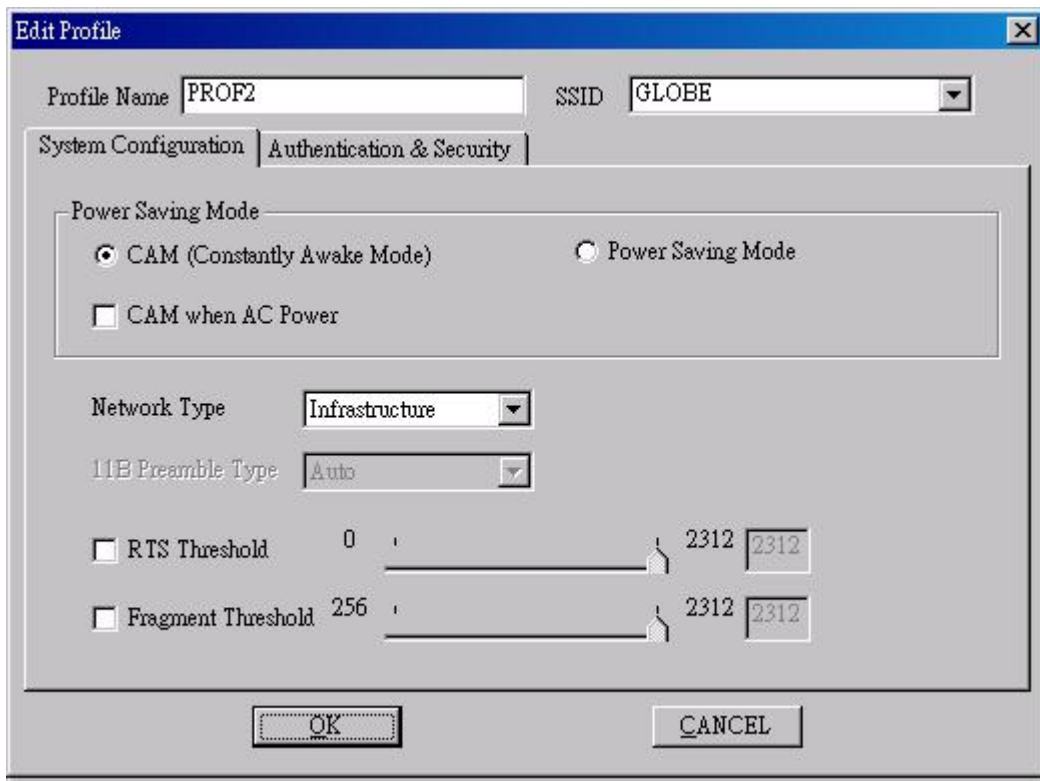 Edit Profile
Profile Name PROF2 SSID GLOBE
System Configuration Authentication & Security
Power Saving Mode
CAM (Constantly Awake Mode) Power Saving Mode
CAM when AC Power
Network Type Infrastructure
11B Preamble Type Auto
RTS Threshold 0 2312 2312
Fragment Threshold 256 2312 2312
OK CANCEL